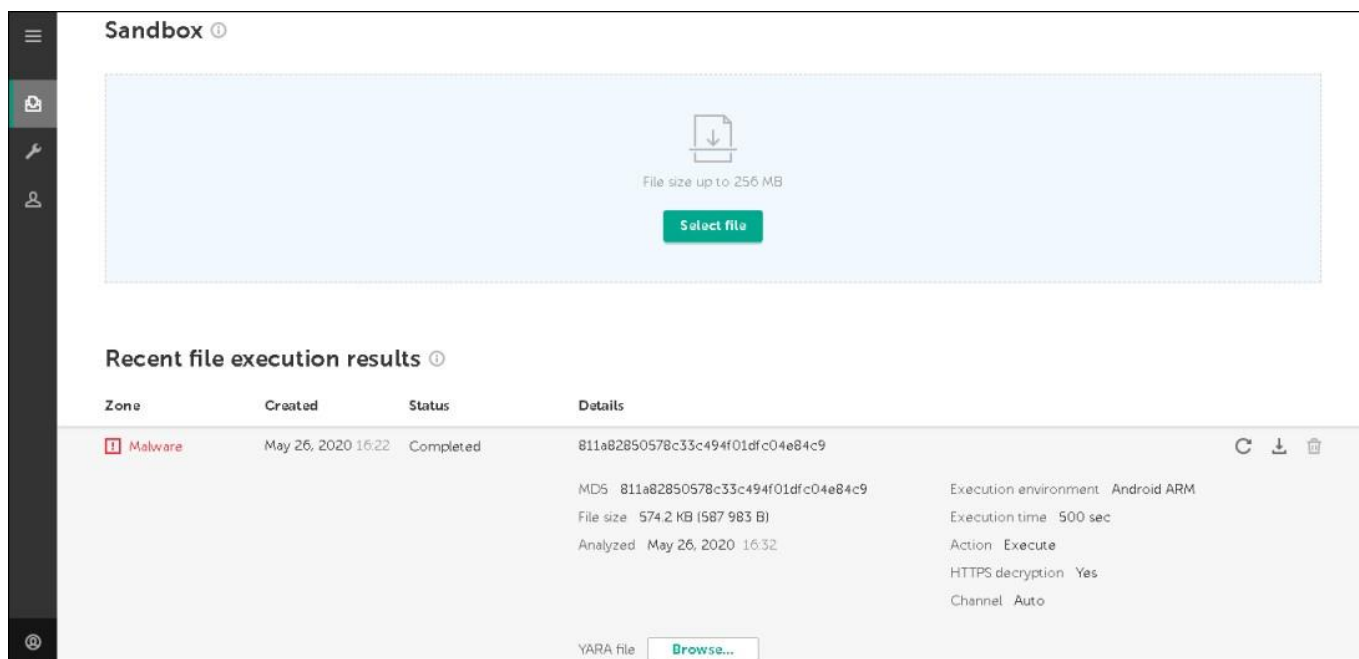 Sandbox
File size up to 256 MB
Select file
Recent file execution results
Zone Created Status Details
Malware May 26, 2020 16:22 Completed 811a82850578c33c494f01dfc04e84c9
MD5 811a82850578c33c494f01dfc04e84c9 Execution environment Android ARM
File size 574.2 KB (587 983 B) Execution time 500 sec
Analyzed May 26, 2020 16:32 Action Execute
HTTPS decryption Yes
Channel Auto
YARA file Browse...